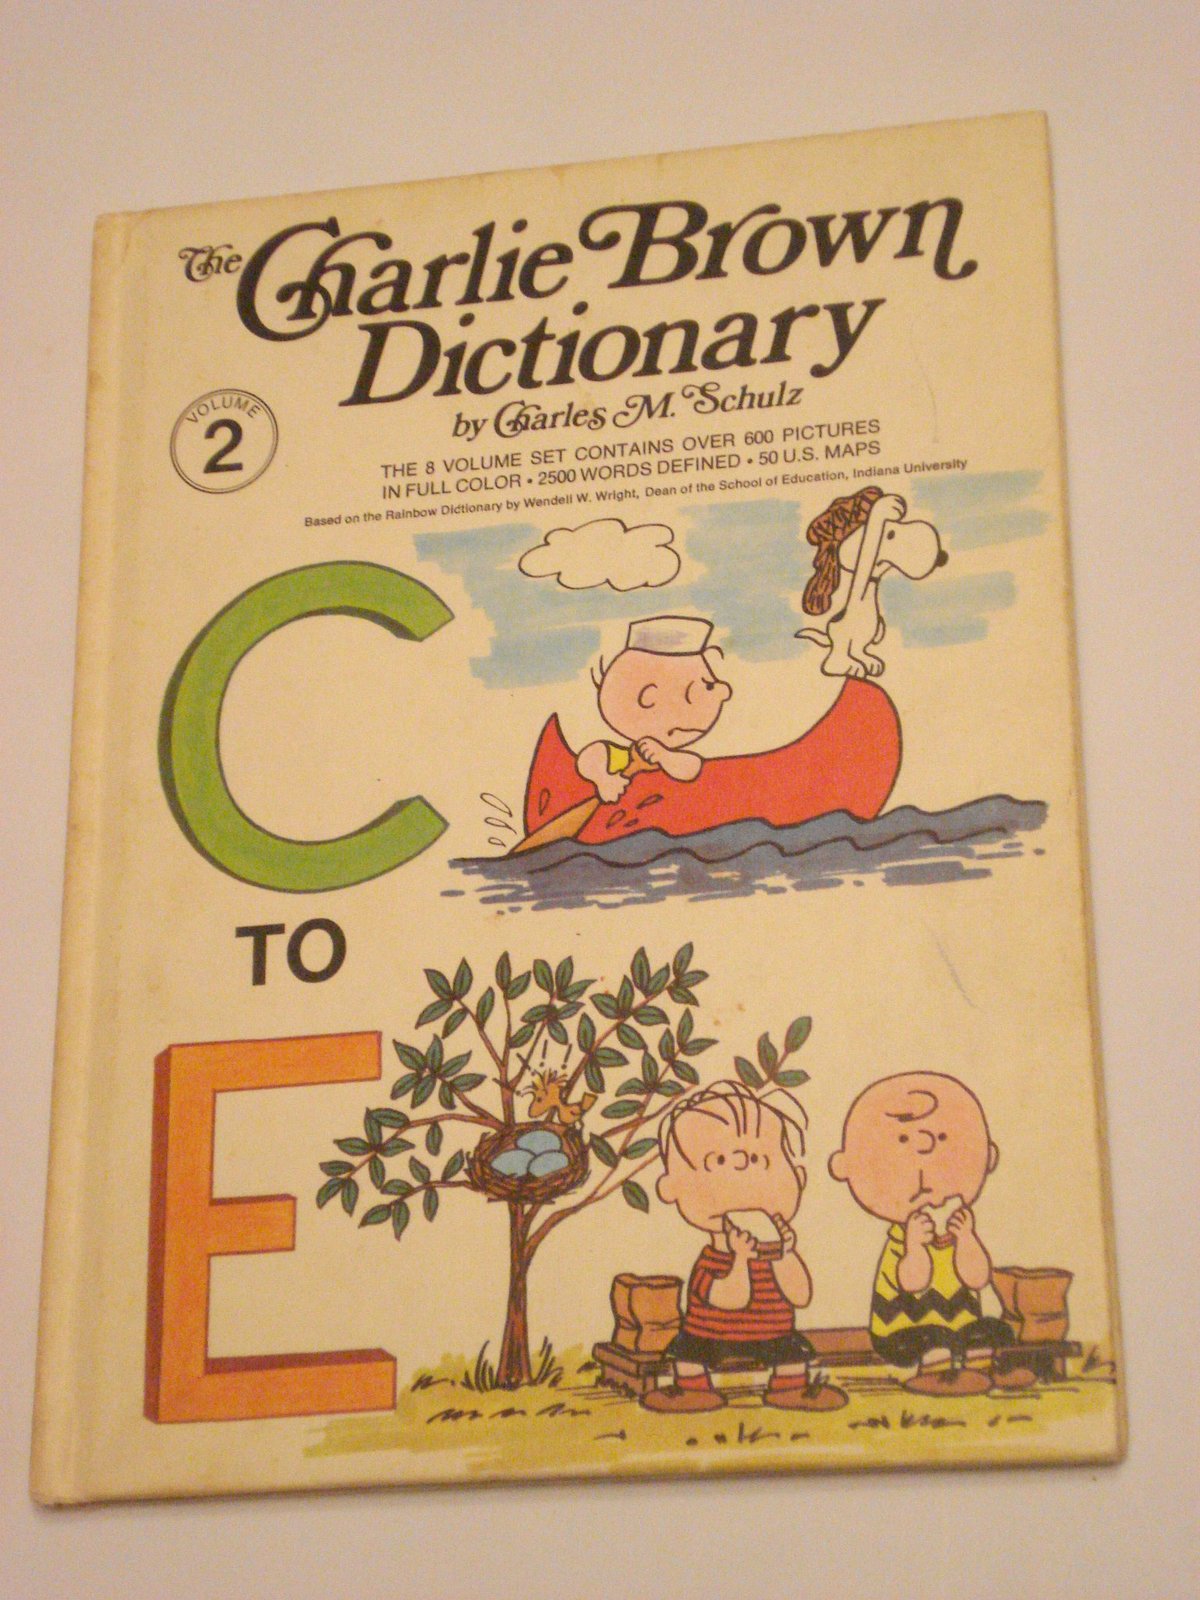 The Charlie Brown
Dictionary
by Charles M. Schulz
VOLUME
2
THE 8 VOLUME SET CONTAINS OVER 600 PICTURES
IN FULL COLOR • 2500 WORDS DEFINED • 50 U.S. MAPS
Based on the Rainbow Dictionary by Wendell W. Wright, Dean of the School of Education, Indiana University
C
TO
E